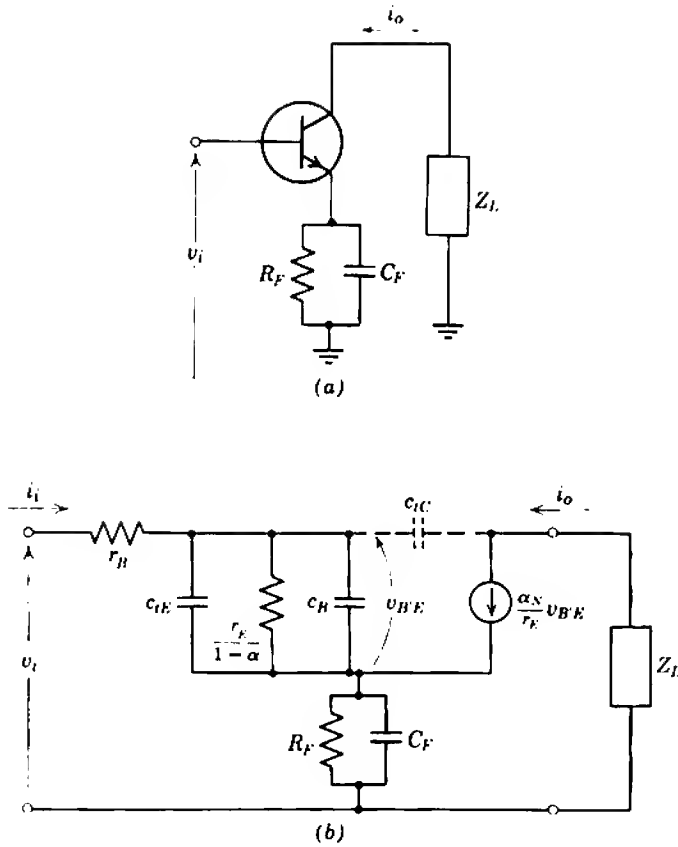 i_o
Z_L
v_i
R_F
C_F
(a)
i_i
r_B
c_tE
r_E
1 − α
c_B
v_B'E
c_tC
i_o
α_N
r_E
v_B'E
v_i
Z_L
R_F
C_F
(b)